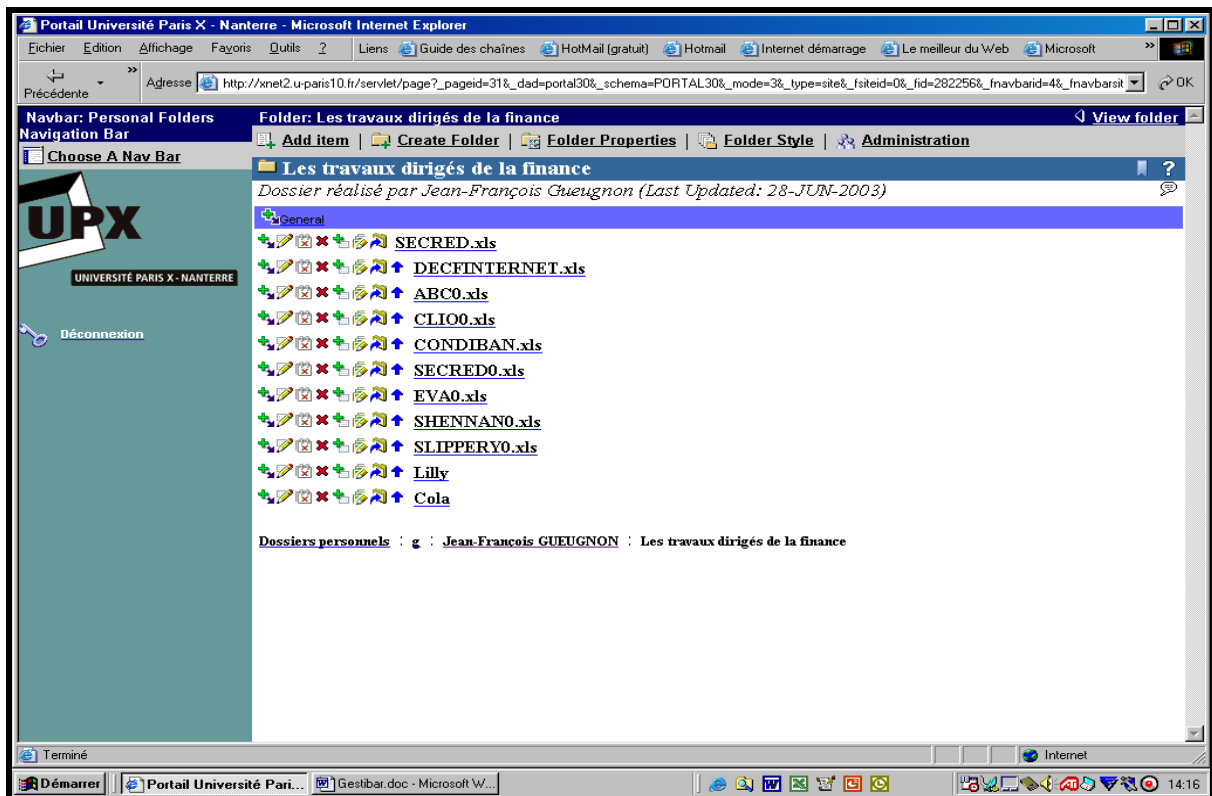 Portail Université Paris X - Nanterre - Microsoft Internet Explorer
Fichier Edition Affichage Favoris Outils ? Liens Guide des chaînes HotMail (gratuit) Hotmail Internet démarrage Le meilleur du Web Microsoft »
Précédente » Adresse http://xnet2.u-paris10.fr/servlet/page?_pageid=31&_dad=portal30&_schema=PORTAL30&_mode=3&_type=site&_fsiteid=0&_fid=282256&_fnavbarid=4&_fnavbarsit OK
Navbar: Personal Folders Navigation Bar
Choose A Nav Bar
UPX
UNIVERSITÉ PARIS X - NANTERRE
Déconnexion
Folder: Les travaux dirigés de la finance View folder
Add item | Create Folder | Folder Properties | Folder Style | Administration
Les travaux dirigés de la finance ?
Dossier réalisé par Jean-François Gueugnon (Last Updated: 28-JUN-2003)
General
SECRED.xls
DECFINTERNET.xls
ABC0.xls
CLIO0.xls
CONDIBAN.xls
SECRED0.xls
EVA0.xls
SHENNAN0.xls
SLIPPERY0.xls
Lilly
Cola
Dossiers personnels : g : Jean-François GUEUGNON : Les travaux dirigés de la finance
Terminé Internet
Démarrer Portail Université Pari... Gestibar.doc - Microsoft W... 14:16